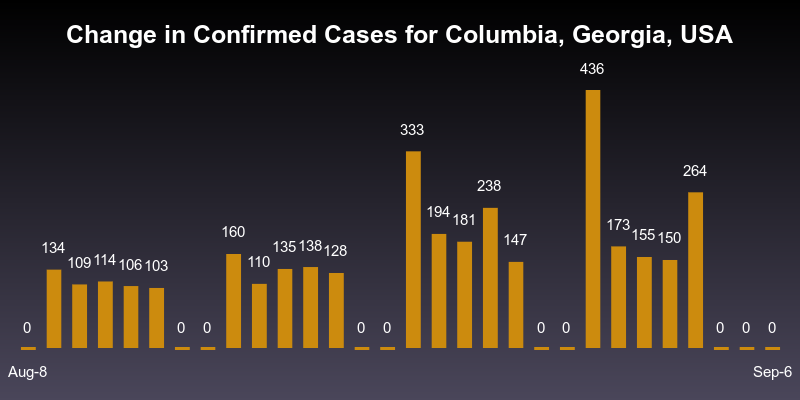 Change in Confirmed Cases for Columbia, Georgia, USA
0 134 109 114 106 103 0 0 160 110 135 138 128 0 0 333 194 181 238 147 0 0 436 173 155 150 264 0 0 0
Aug-8 Sep-6